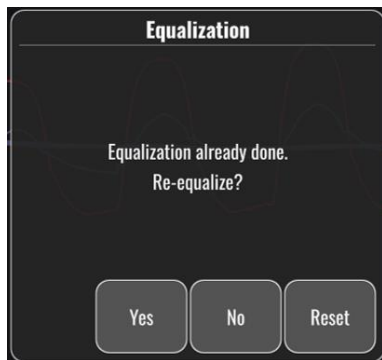 Equalization
Equalization already done.
Re-equalize?
Yes
No
Reset